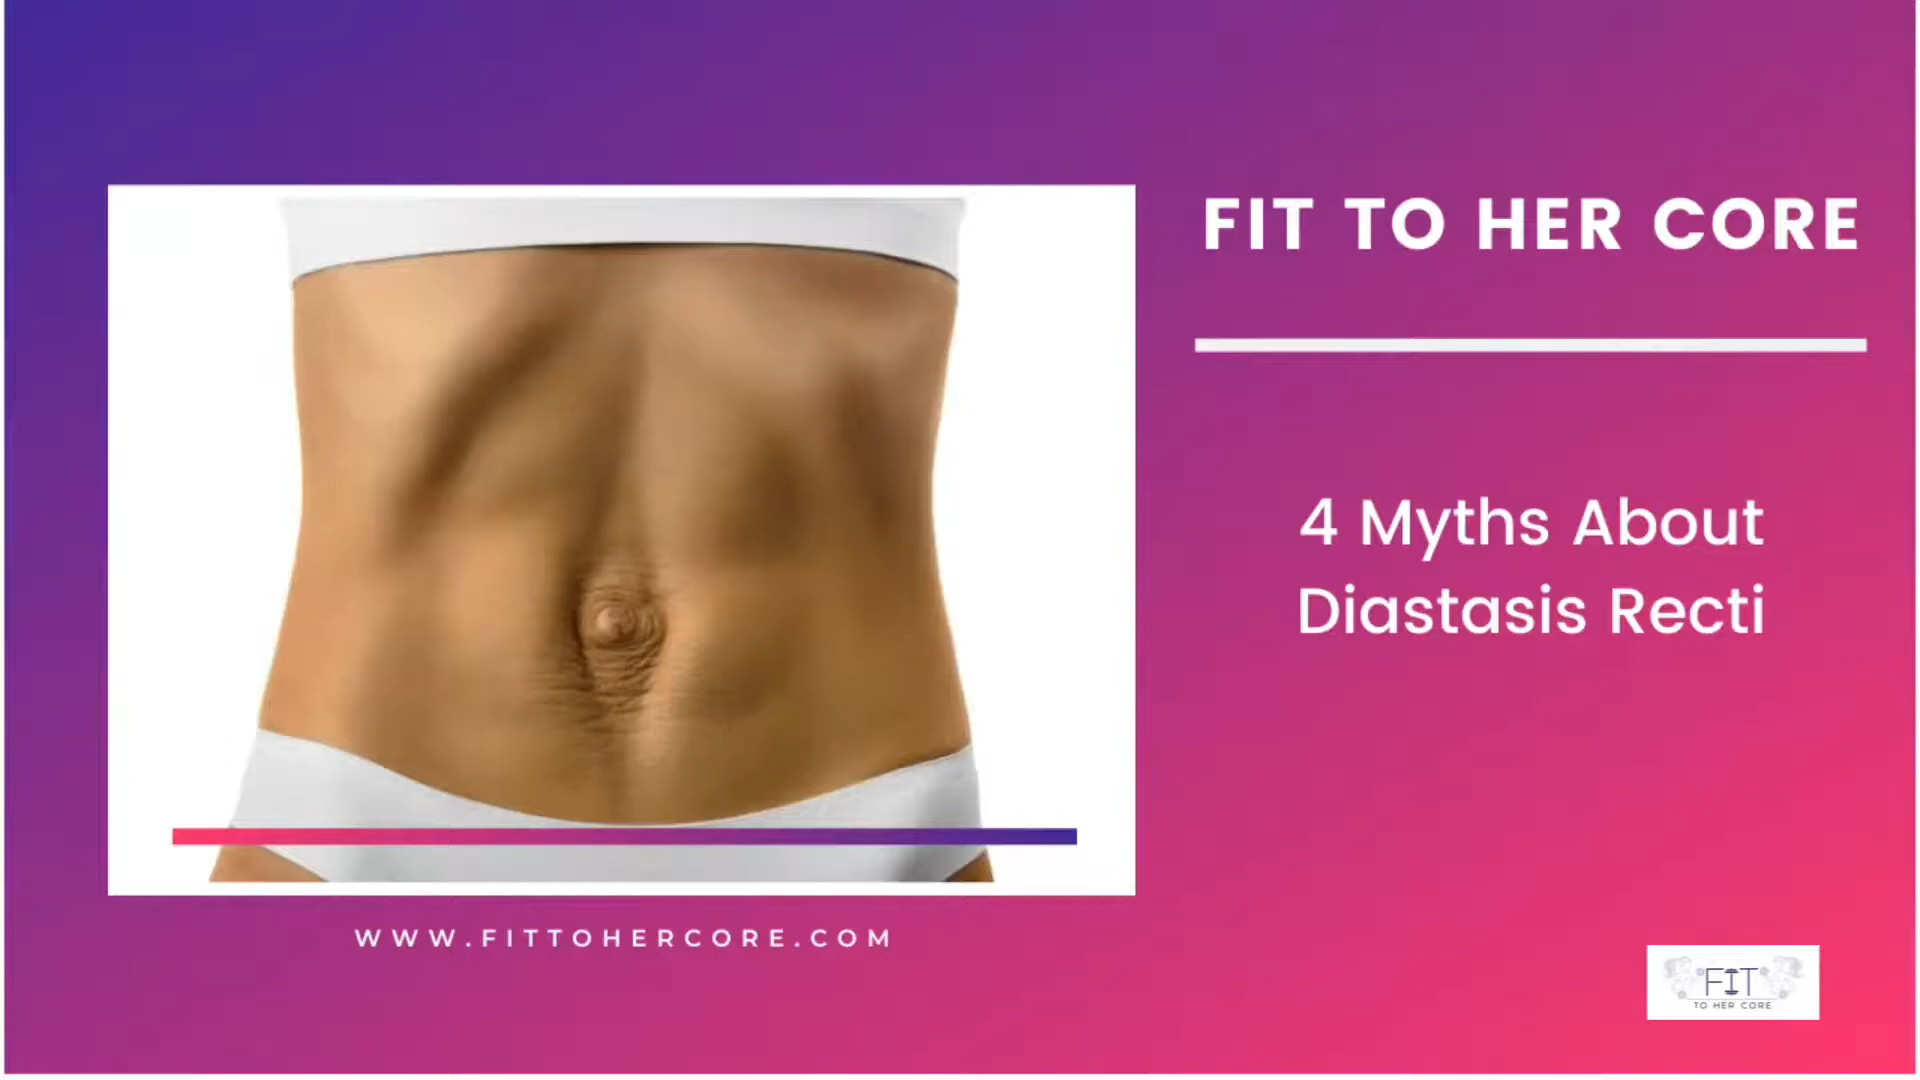 FIT TO HER CORE
4 Myths About
Diastasis Recti
WWW.FITTOHERCORE.COM
FIT
TO HER CORE